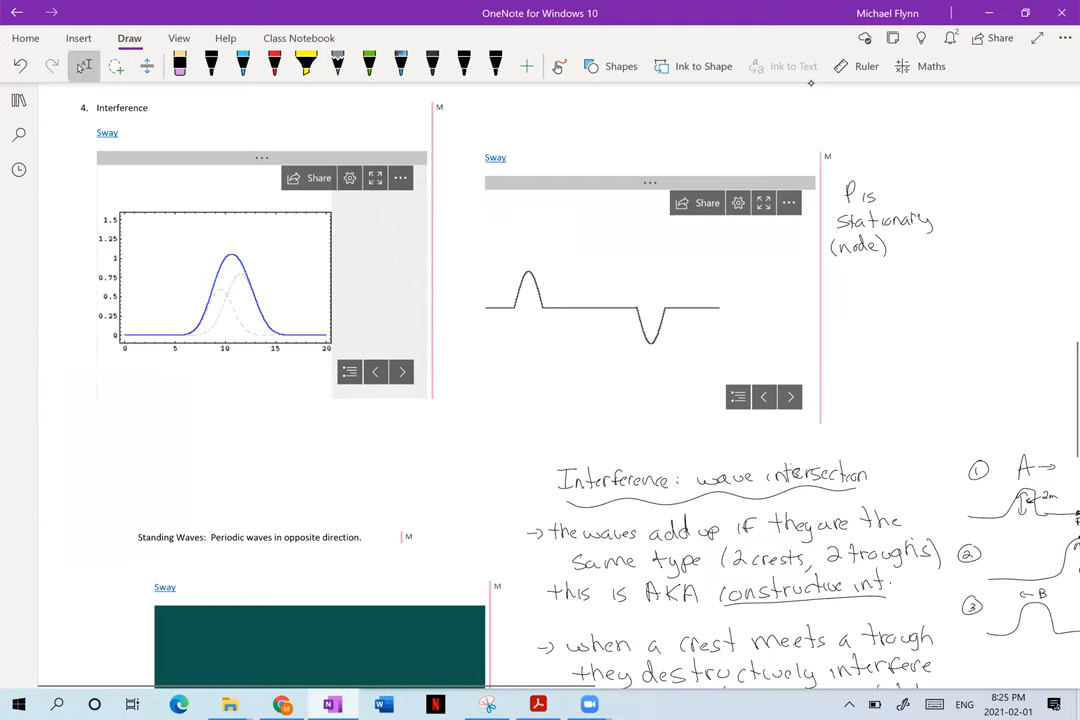 OneNote for Windows 10
Michael Flynn
Home
Insert
Draw
View
Help
Class Notebook
Share
Shapes
Ink to Shape
Ink to Text
Ruler
Maths
4. Interference
M
Sway
Share
1.5
1.25
1
0.75
0.5
0.25
0
0 5 10 15 20
Sway
M
Share
P is
stationary
(node)
Interference: wave intersection
→ the waves add up if they are the
same type (2 crests, 2 troughs)
this is AKA constructive int.
→ when a crest meets a trough
they destructively interfere
① A→
2m
②
③ ←B
Standing Waves: Periodic waves in opposite direction.
M
Sway
M
8:25 PM
ENG
2021-02-01